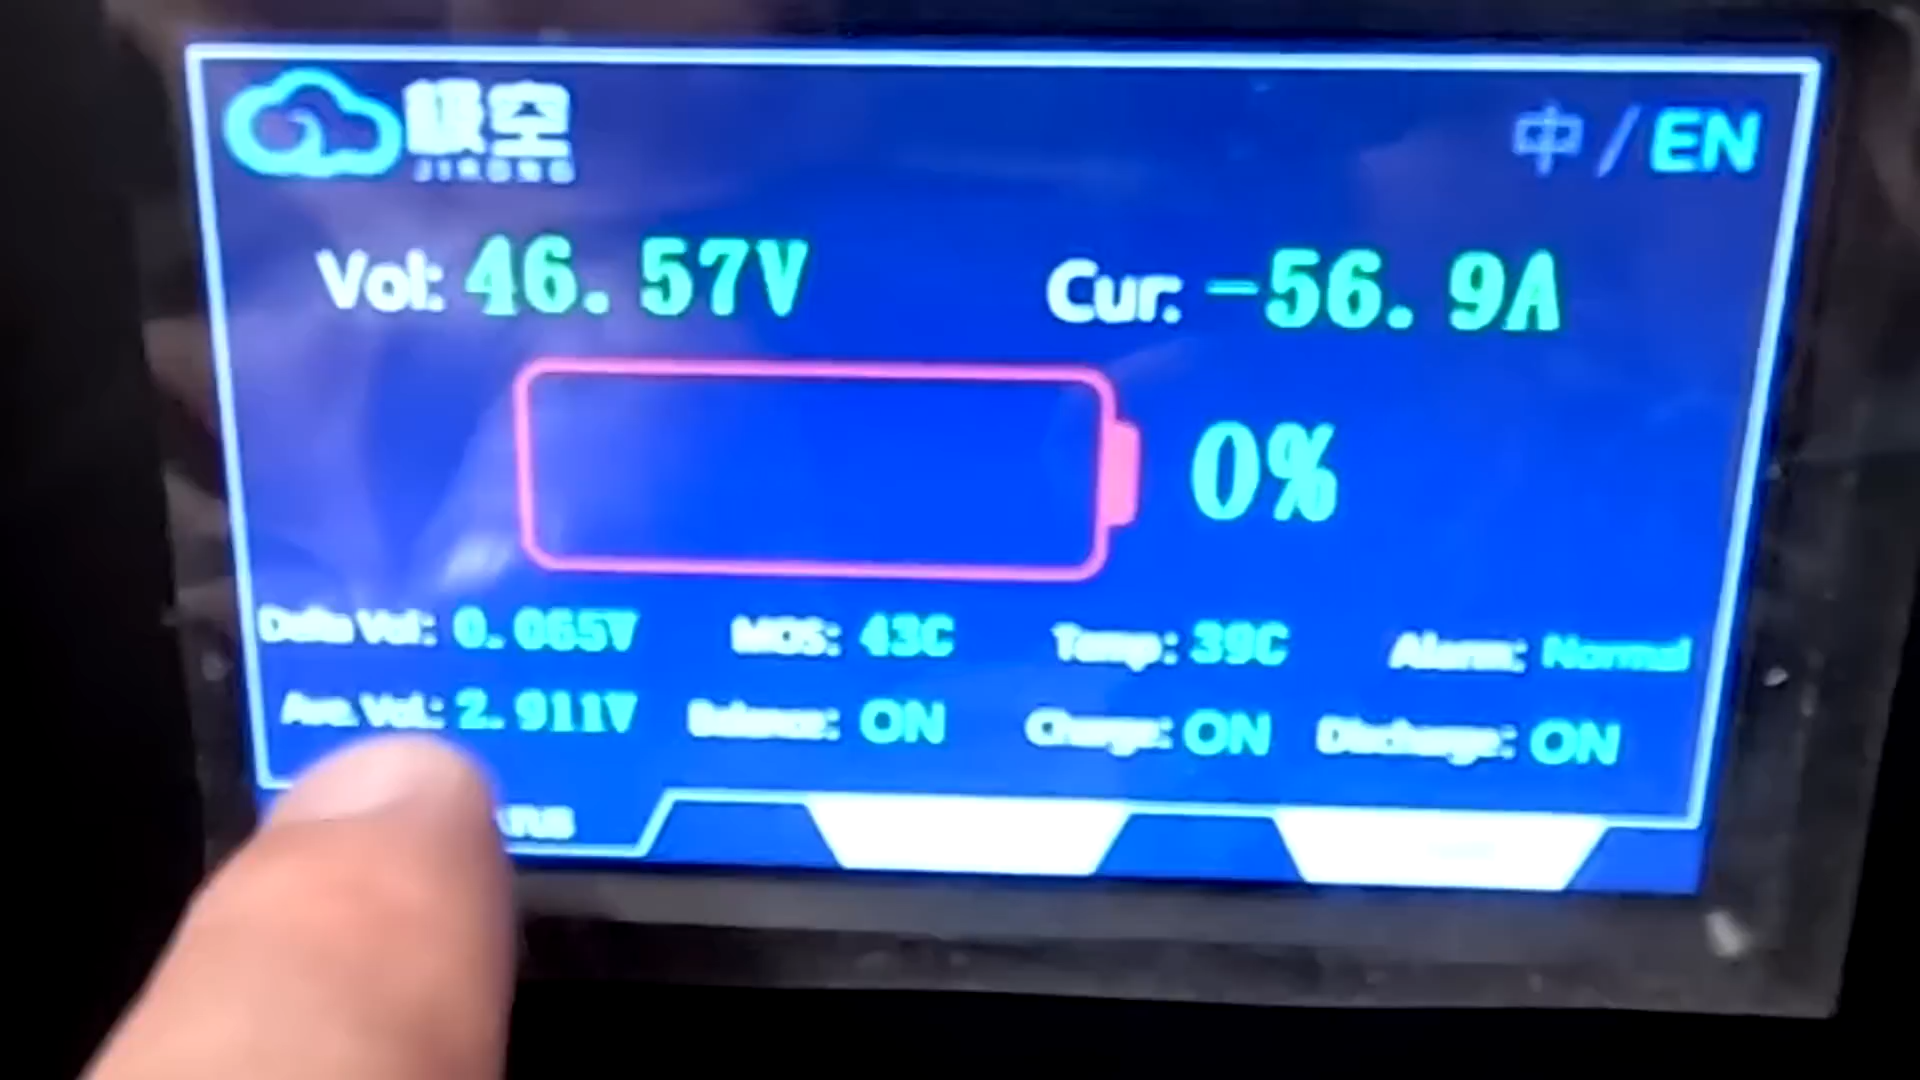 极空
JIKONG
中/EN
Vol: 46.57V
Cur: -56.9A
0%
Delta Vol: 0.065V
MOS: 43C
Temp: 39C
Alarm: Normal
Ave. Vol.: 2.911V
Balance: ON
Charge: ON
Discharge: ON